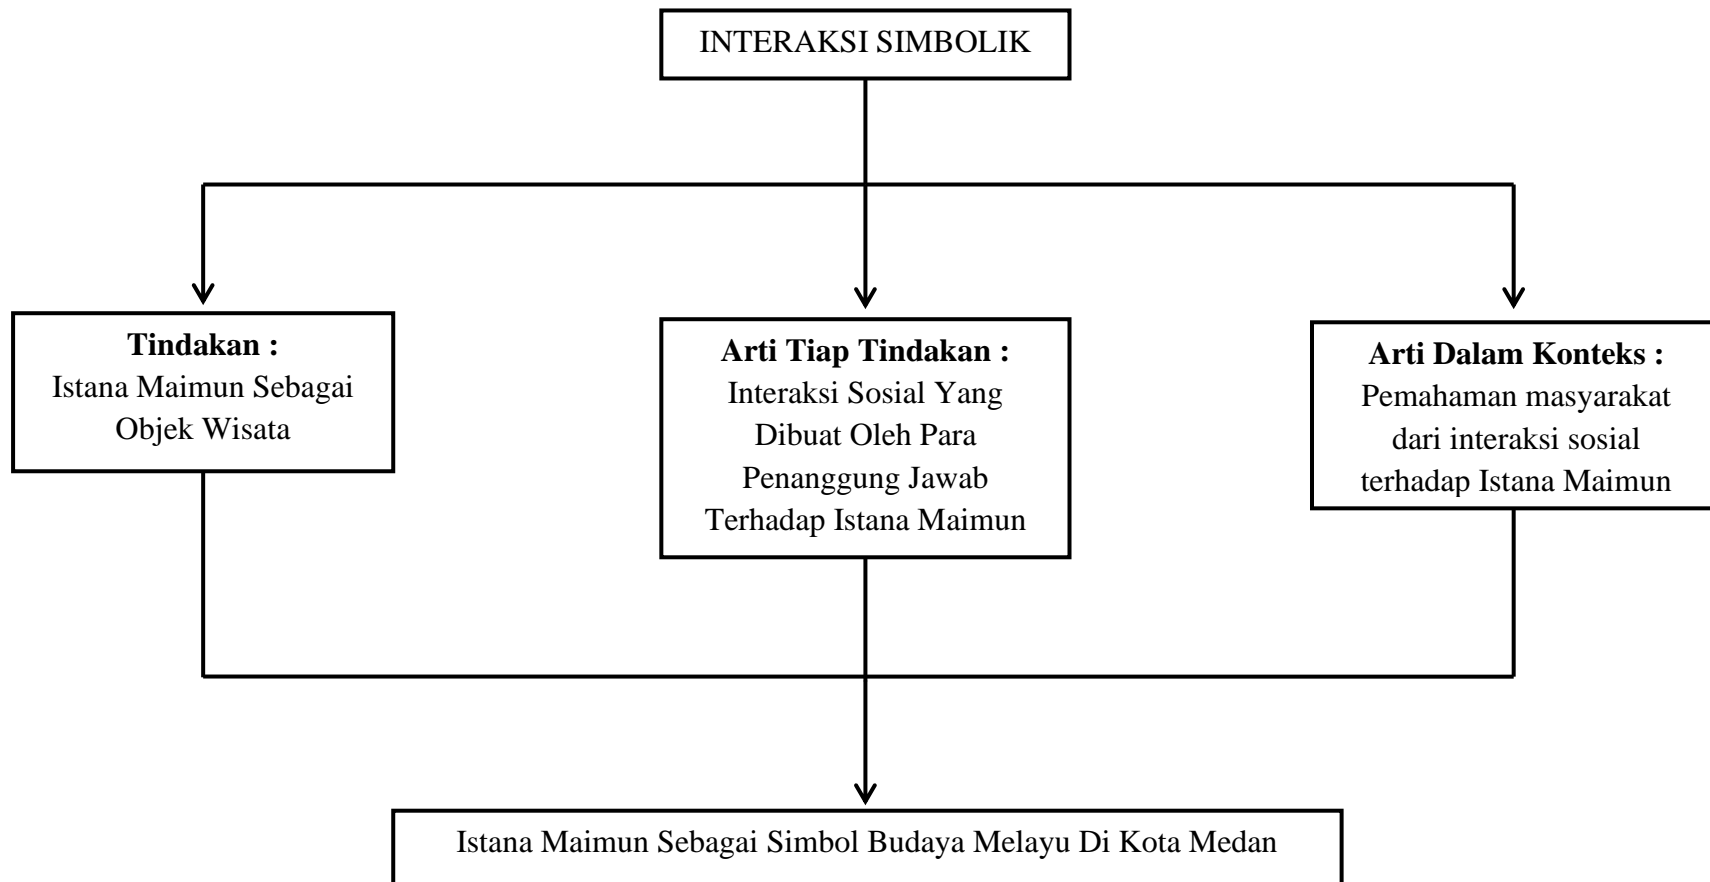 INTERAKSI SIMBOLIK
Tindakan :
Istana Maimun Sebagai
Objek Wisata
Arti Tiap Tindakan :
Interaksi Sosial Yang
Dibuat Oleh Para
Penanggung Jawab
Terhadap Istana Maimun
Arti Dalam Konteks :
Pemahaman masyarakat
dari interaksi sosial
terhadap Istana Maimun
Istana Maimun Sebagai Simbol Budaya Melayu Di Kota Medan